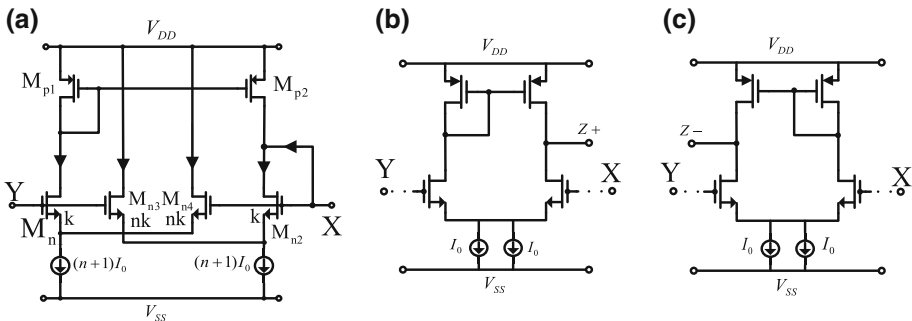 (a)
V_DD
M_p1
M_p2
Y
M_n
k
M_n3
nk
M_n4
nk
k
M_n2
X
(n+1)I_0
(n+1)I_0
V_SS
(b)
V_DD
Z+
Y
X
I_0
I_0
V_SS
(c)
V_DD
Z−
Y
X
I_0
I_0
V_SS